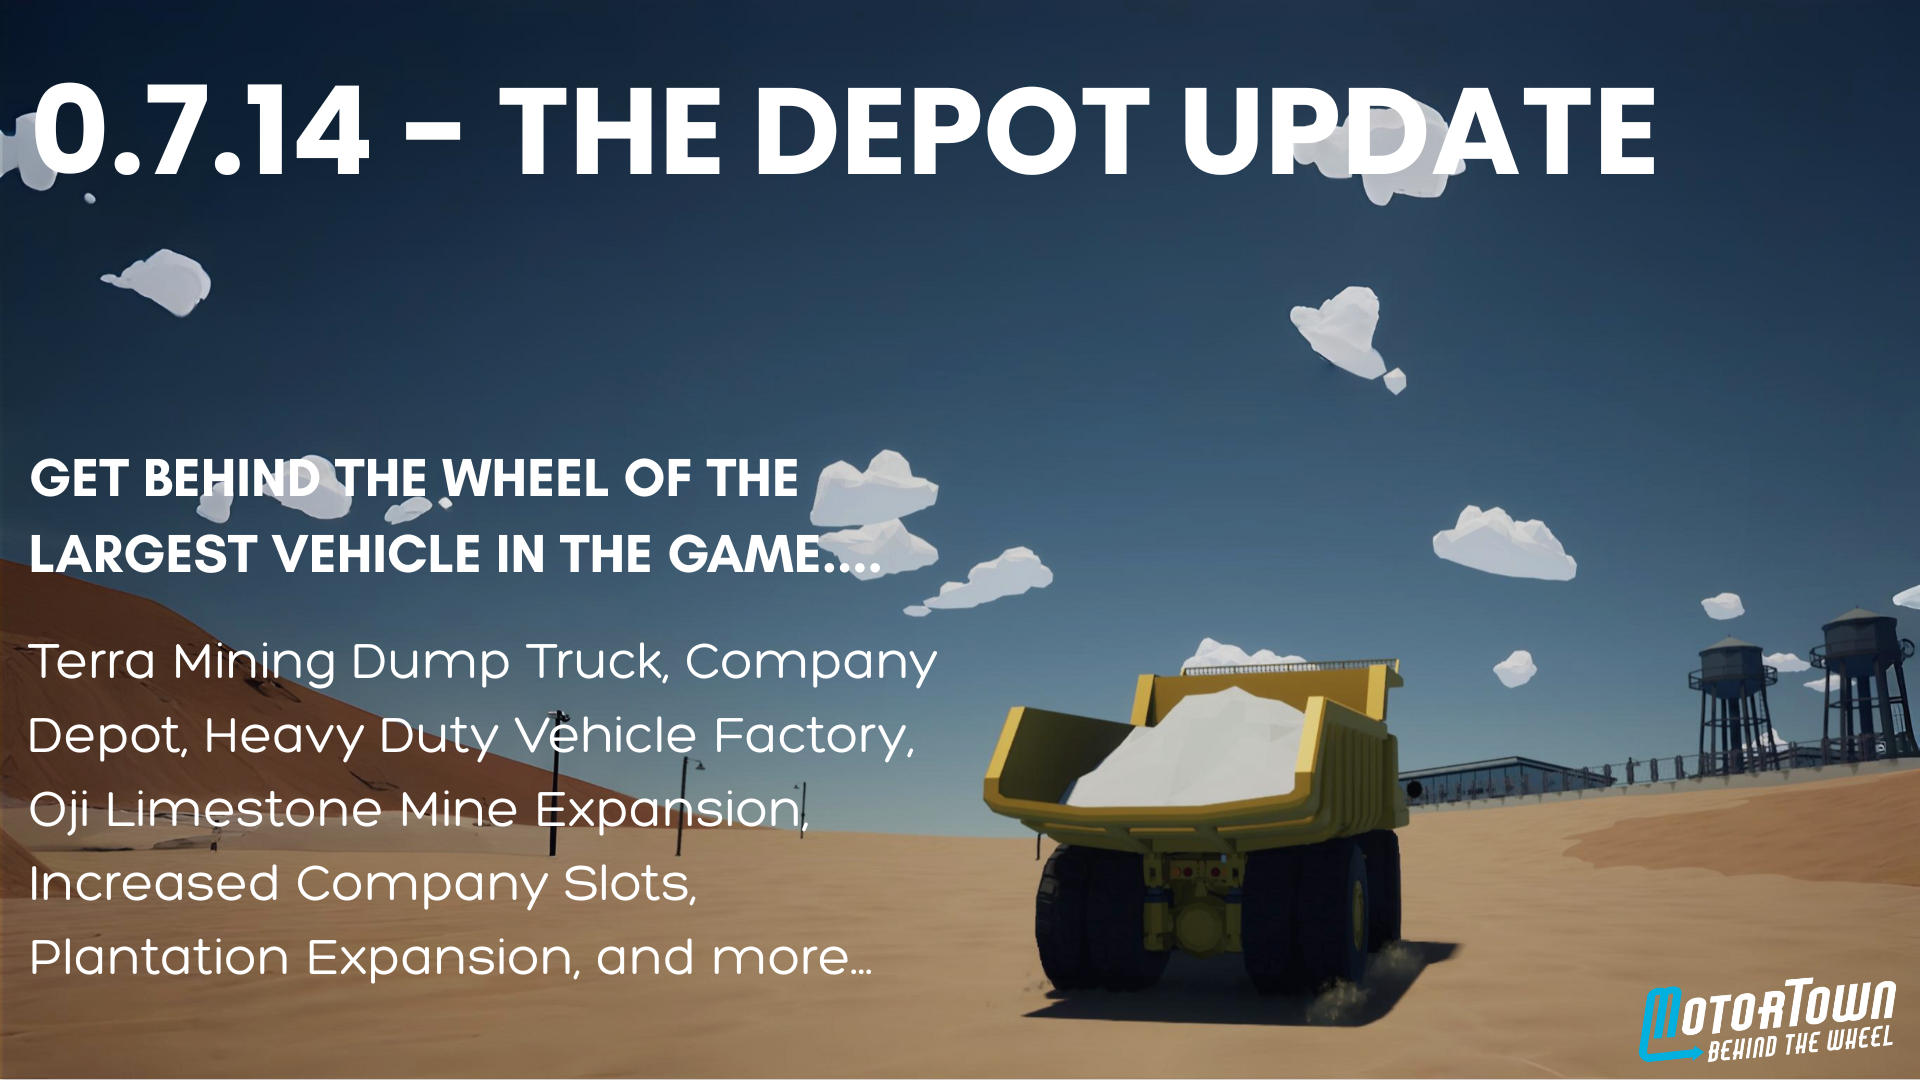 0.7.14 - THE DEPOT UPDATE
GET BEHIND THE WHEEL OF THE
LARGEST VEHICLE IN THE GAME....
Terra Mining Dump Truck, Company
Depot, Heavy Duty Vehicle Factory,
Oji Limestone Mine Expansion,
Increased Company Slots,
Plantation Expansion, and more...
MOTORTOWN
BEHIND THE WHEEL